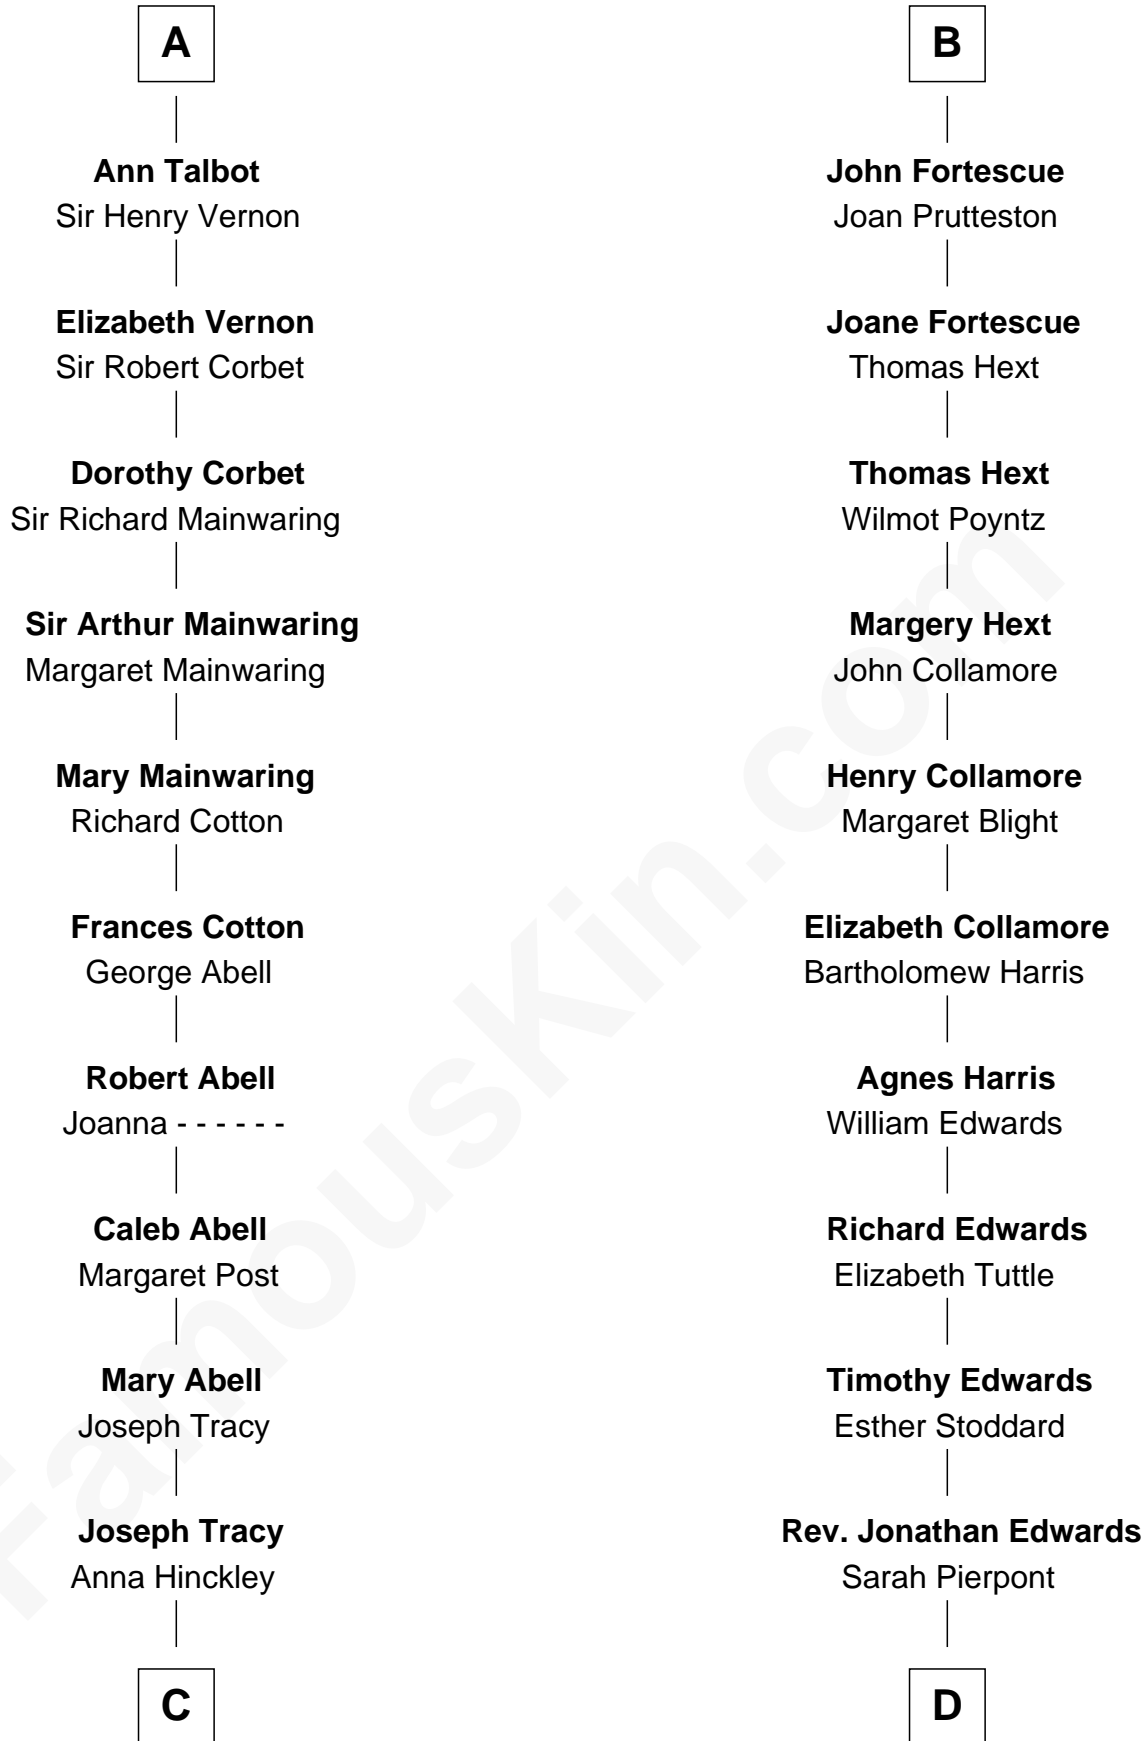 A
Ann Talbot
Sir Henry Vernon
Elizabeth Vernon
Sir Robert Corbet
Dorothy Corbet
Sir Richard Mainwaring
Sir Arthur Mainwaring
Margaret Mainwaring
Mary Mainwaring
Richard Cotton
Frances Cotton
George Abell
Robert Abell
Joanna - - - - - -
Caleb Abell
Margaret Post
Mary Abell
Joseph Tracy
Joseph Tracy
Anna Hinckley
C
B
John Fortescue
Joan Prutteston
Joane Fortescue
Thomas Hext
Thomas Hext
Wilmot Poyntz
Margery Hext
John Collamore
Henry Collamore
Margaret Blight
Elizabeth Collamore
Bartholomew Harris
Agnes Harris
William Edwards
Richard Edwards
Elizabeth Tuttle
Timothy Edwards
Esther Stoddard
Rev. Jonathan Edwards
Sarah Pierpont
D
FamousKin.com